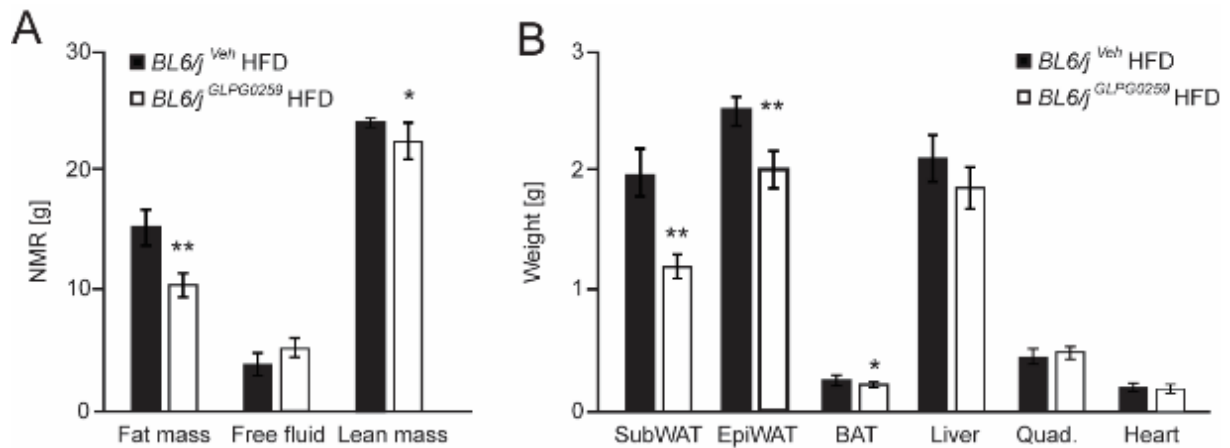 A
30
20
10
0
NMR [g]
BL6/j Veh HFD
BL6/j GLPG0259 HFD
**
*
Fat mass Free fluid Lean mass
B
3
2
1
0
Weight [g]
BL6/j Veh HFD
BL6/j GLPG0259 HFD
**
**
*
SubWAT EpiWAT BAT Liver Quad. Heart